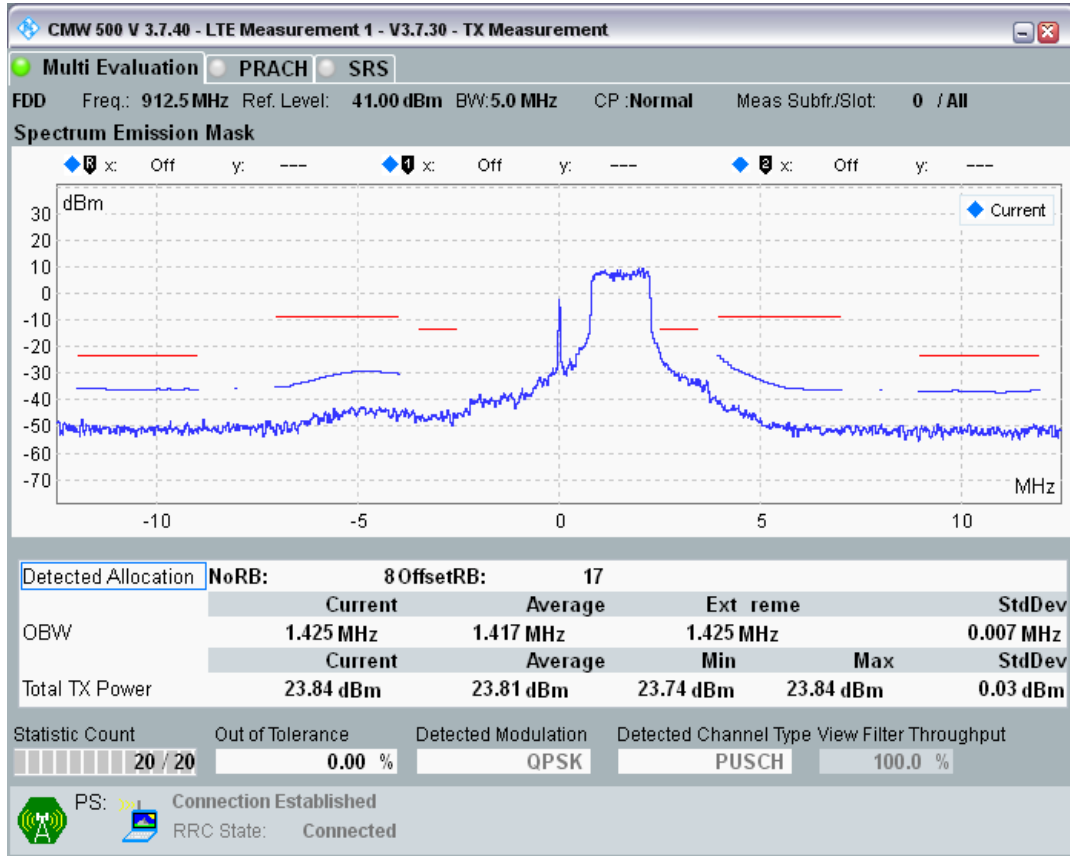 CMW 500 V 3.7.40 - LTE Measurement 1 - V3.7.30 - TX Measurement
Multi Evaluation PRACH SRS
FDD Freq.: 912.5 MHz Ref. Level: 41.00 dBm BW: 5.0 MHz CP : Normal Meas Subfr./Slot: 0 / All
Spectrum Emission Mask
R x: Off y: --- 1 x: Off y: --- 2 x: Off y: ---
dBm
Current
30
20
10
0
-10
-20
-30
-40
-50
-60
-70
MHz
-10 -5 0 5 10
Detected Allocation NoRB: 8 OffsetRB: 17
Current Average Ext reme StdDev
OBW 1.425 MHz 1.417 MHz 1.425 MHz 0.007 MHz
Current Average Min Max StdDev
Total TX Power 23.84 dBm 23.81 dBm 23.74 dBm 23.84 dBm 0.03 dBm
Statistic Count Out of Tolerance Detected Modulation Detected Channel Type View Filter Throughput
20 / 20 0.00 % QPSK PUSCH 100.0 %
PS: Connection Established
RRC State: Connected